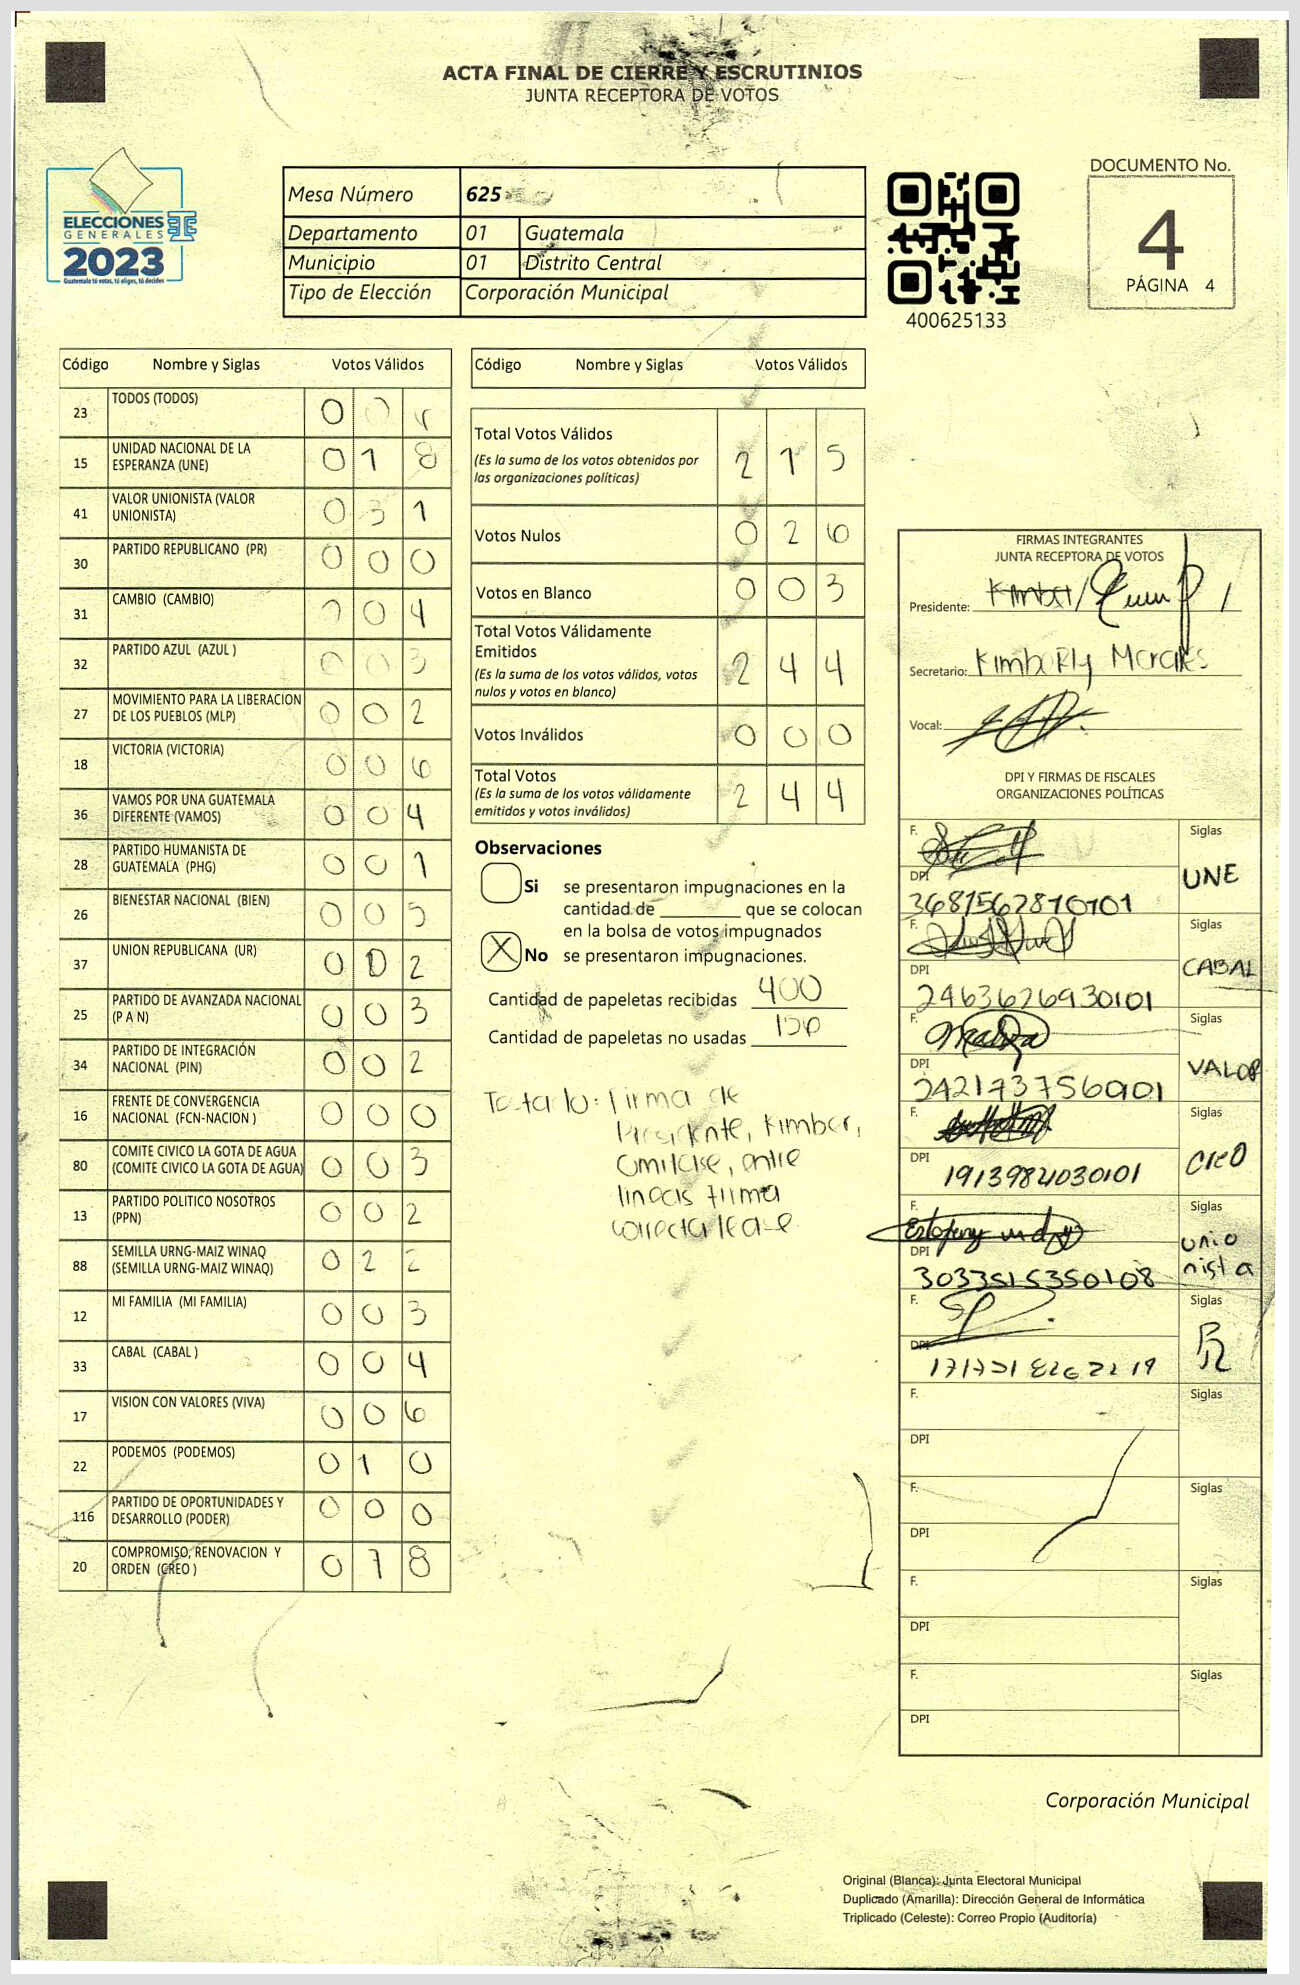 ACTA FINAL DE CIERRE Y ESCRUTINIOS
JUNTA RECEPTORA DE VOTOS
ELECCIONES
GENERALES
2023
Guatemala tú votas, tú eliges, tú decides
Mesa Número 625
Departamento 01 Guatemala
Municipio 01 Distrito Central
Tipo de Elección Corporación Municipal
400625133
DOCUMENTO No.
4
PÁGINA 4
Código Nombre y Siglas Votos Válidos
23 TODOS (TODOS) 0 0
15 UNIDAD NACIONAL DE LA ESPERANZA (UNE) 0 1 8
41 VALOR UNIONISTA (VALOR UNIONISTA) 0 3 1
30 PARTIDO REPUBLICANO (PR) 0 0 0
31 CAMBIO (CAMBIO) 0 4
32 PARTIDO AZUL (AZUL ) 0 0 3
27 MOVIMIENTO PARA LA LIBERACION DE LOS PUEBLOS (MLP) 0 0 2
18 VICTORIA (VICTORIA) 0 0 6
36 VAMOS POR UNA GUATEMALA DIFERENTE (VAMOS) 0 0 4
28 PARTIDO HUMANISTA DE GUATEMALA (PHG) 0 0 1
26 BIENESTAR NACIONAL (BIEN) 0 0 5
37 UNION REPUBLICANA (UR) 0 0 2
25 PARTIDO DE AVANZADA NACIONAL (P A N) 0 0 3
34 PARTIDO DE INTEGRACIÓN NACIONAL (PIN) 0 0 2
16 FRENTE DE CONVERGENCIA NACIONAL (FCN-NACION ) 0 0 0
80 COMITE CIVICO LA GOTA DE AGUA (COMITE CIVICO LA GOTA DE AGUA) 0 0 3
13 PARTIDO POLITICO NOSOTROS (PPN) 0 0 2
88 SEMILLA URNG-MAIZ WINAQ (SEMILLA URNG-MAIZ WINAQ) 0 2 2
12 MI FAMILIA (MI FAMILIA) 0 0 3
33 CABAL (CABAL ) 0 0 4
17 VISION CON VALORES (VIVA) 0 0 6
22 PODEMOS (PODEMOS) 0 1 0
116 PARTIDO DE OPORTUNIDADES Y DESARROLLO (PODER) 0 0 0
20 COMPROMISO, RENOVACION Y ORDEN (CREO ) 0 7 8
Código Nombre y Siglas Votos Válidos
Total Votos Válidos 2 1 5
(Es la suma de los votos obtenidos por
las organizaciones políticas)
Votos Nulos 0 2 6
Votos en Blanco 0 0 3
Total Votos Válidamente
Emitidos 2 4 4
(Es la suma de los votos válidos, votos
nulos y votos en blanco)
Votos Inválidos 0 0 0
Total Votos 2 4 4
(Es la suma de los votos válidamente
emitidos y votos inválidos)
Observaciones
Si se presentaron impugnaciones en la
cantidad de ________ que se colocan
en la bolsa de votos impugnados
X No se presentaron impugnaciones.
Cantidad de papeletas recibidas 400
Cantidad de papeletas no usadas 156
Testado: Firma de
Presidente, Kimber,
omitase, entre
lineas firma
correcta lease.
FIRMAS INTEGRANTES
JUNTA RECEPTORA DE VOTOS
Presidente: Kimber/
Secretario: Kimberly Morales
Vocal:
DPI Y FIRMAS DE FISCALES
ORGANIZACIONES POLÍTICAS
F. Siglas
DPI UNE
3681567810101
F. Siglas
DPI CABAL
2463626930101
F. Siglas
DPI VALOR
2421737560901
F. Siglas
DPI CREO
1913984030101
F. Siglas
DPI Unio
nista
3033515350108
F. Siglas
DPI
F. Siglas
DPI
F. Siglas
DPI
F. Siglas
DPI
F. Siglas
DPI
Corporación Municipal
Original (Blanca): Junta Electoral Municipal
Duplicado (Amarilla): Dirección General de Informática
Triplicado (Celeste): Correo Propio (Auditoría)